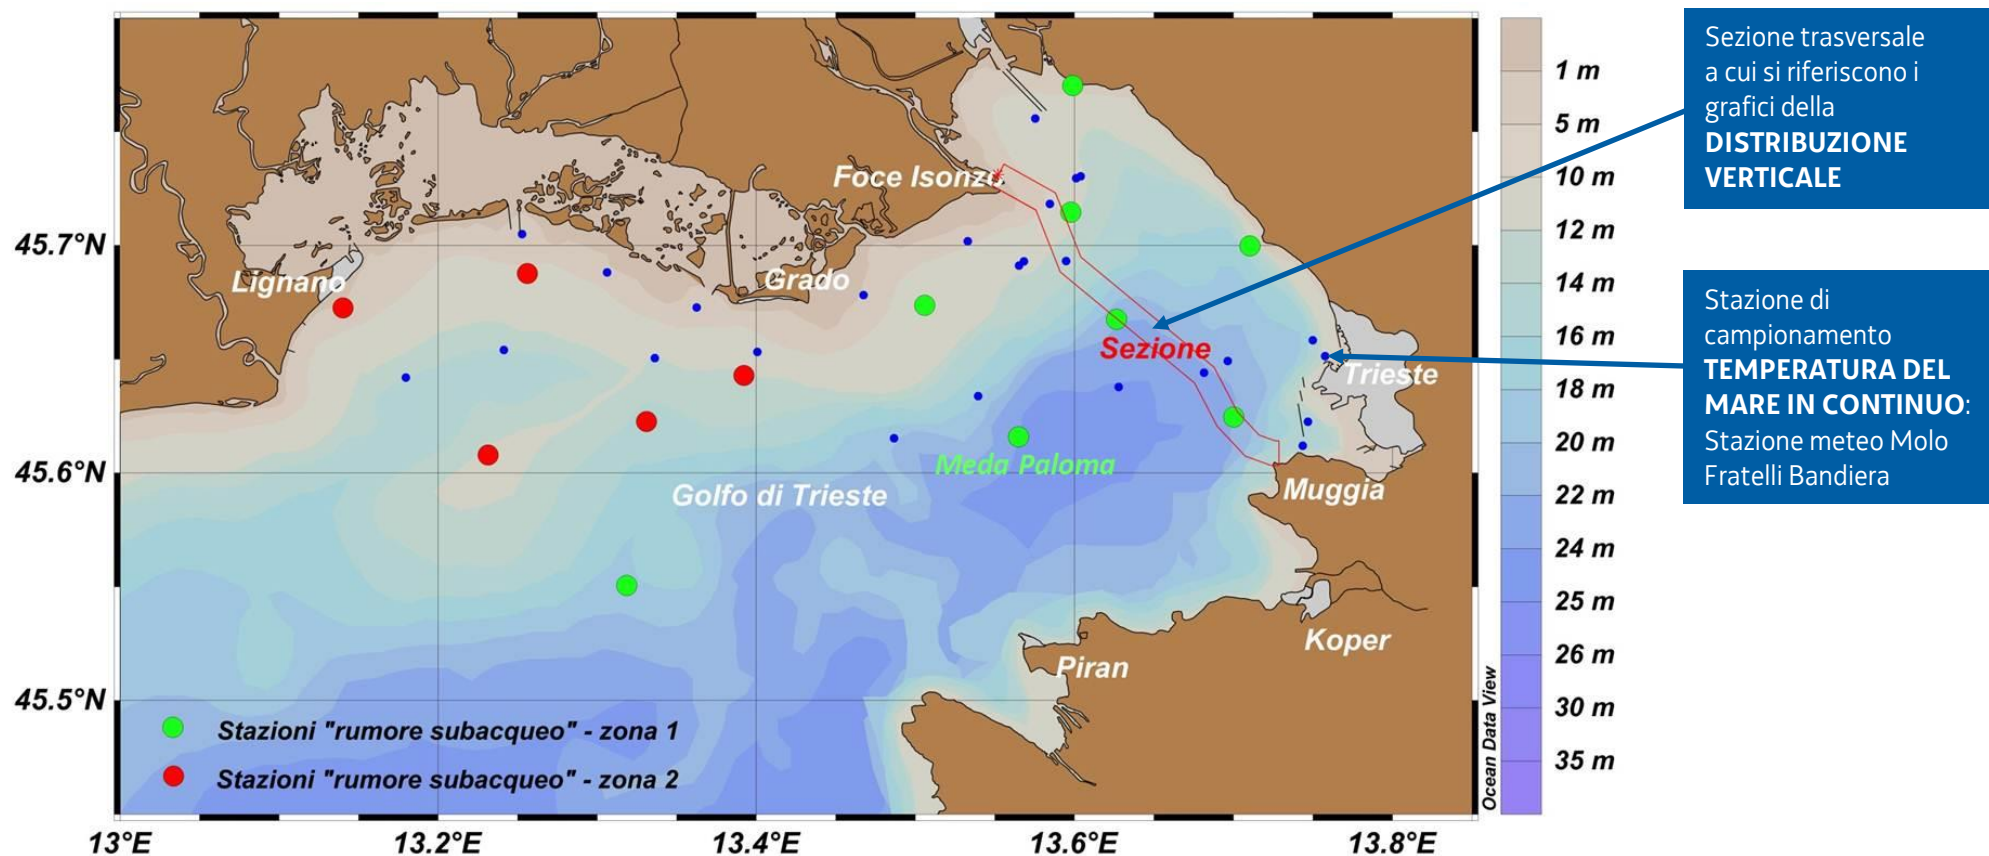 Sezione trasversale
a cui si riferiscono i
grafici della
DISTRIBUZIONE
VERTICALE
Stazione di
campionamento
TEMPERATURA DEL
MARE IN CONTINUO:
Stazione meteo Molo
Fratelli Bandiera
1 m
5 m
10 m
12 m
14 m
16 m
18 m
20 m
22 m
24 m
25 m
26 m
30 m
35 m
Ocean Data View
45.7°N
45.6°N
45.5°N
Foce Isonzo
Lignano
Grado
Sezione
Trieste
Meda Paloma
Golfo di Trieste
Muggia
Koper
Piran
Stazioni "rumore subacqueo" - zona 1
Stazioni "rumore subacqueo" - zona 2
13°E
13.2°E
13.4°E
13.6°E
13.8°E